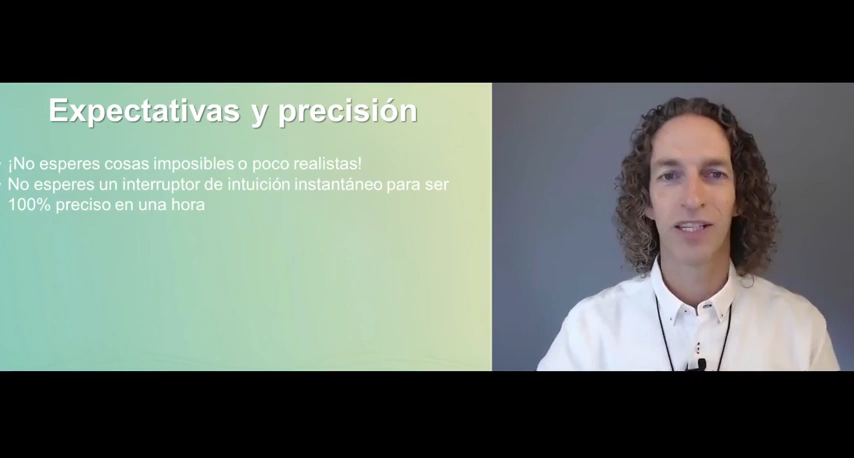 Expectativas y precisión
¡No esperes cosas imposibles o poco realistas!
No esperes un interruptor de intuición instantáneo para ser
100% preciso en una hora